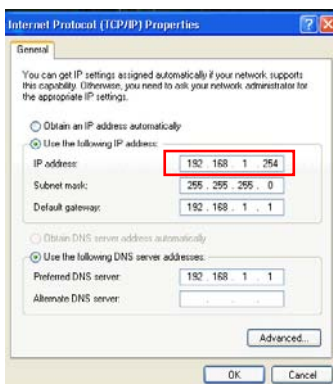 Internet Protocol (TCP/IP) Properties
General
You can get IP settings assigned automatically if your network supports
this capability. Otherwise, you need to ask your network administrator for
the appropriate IP settings.
Obtain an IP address automatically
Use the following IP address:
IP address: 192 . 168 . 1 . 254
Subnet mask: 255 . 255 . 255 . 0
Default gateway: 192 . 168 . 1 . 1
Obtain DNS server address automatically
Use the following DNS server addresses:
Preferred DNS server: 192 . 168 . 1 . 1
Alternate DNS server: . . .
Advanced...
OK Cancel